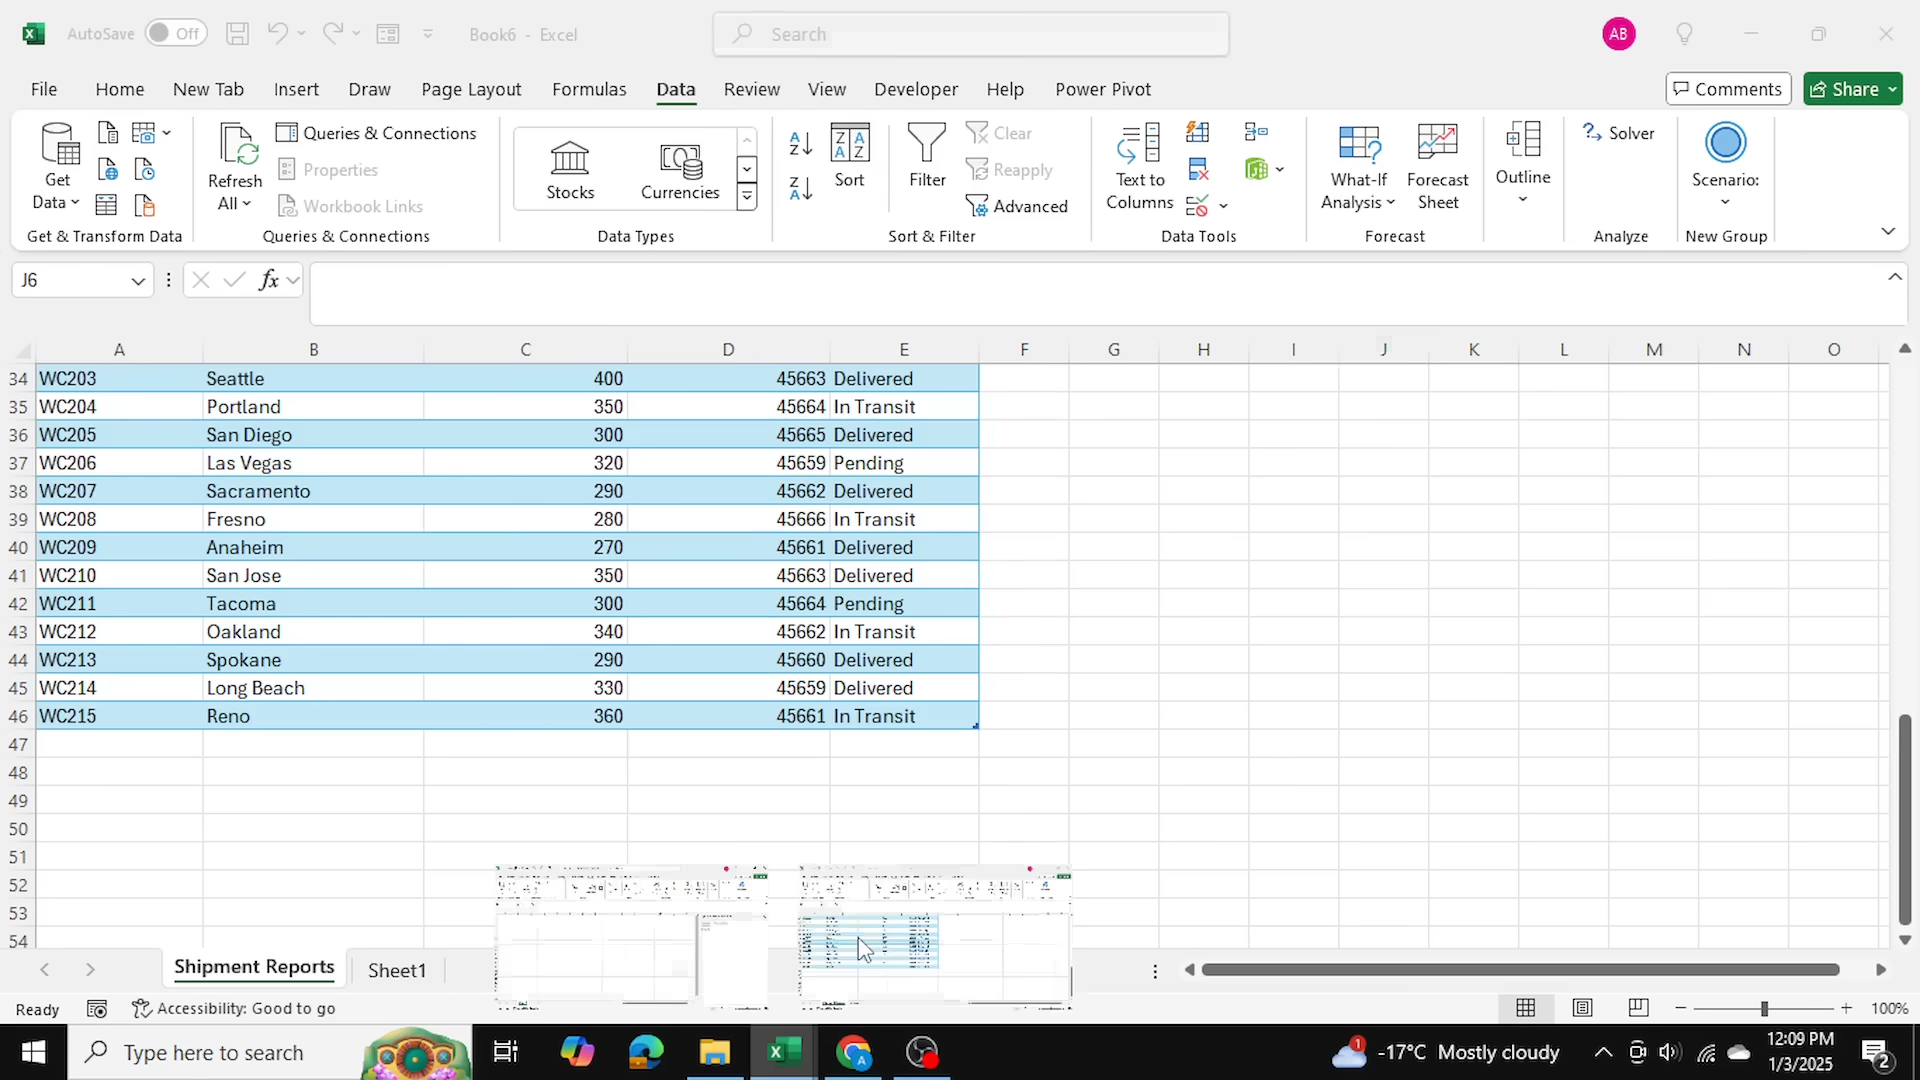 AutoSave Off Book6 - Excel Search AB
File Home New Tab Insert Draw Page Layout Formulas Data Review View Developer Help Power Pivot Comments Share
Get Data
Refresh All
Queries & Connections
Properties
Workbook Links
Stocks
Currencies
Sort
Filter
Clear
Reapply
Advanced
Text to Columns
What-If Analysis
Forecast Sheet
Outline
Solver
Scenario:
Get & Transform Data Queries & Connections Data Types Sort & Filter Data Tools Forecast Analyze New Group
J6 fx
A B C D E F G H I J K L M N O
34 WC203 Seattle 400 45663 Delivered
35 WC204 Portland 350 45664 In Transit
36 WC205 San Diego 300 45665 Delivered
37 WC206 Las Vegas 320 45659 Pending
38 WC207 Sacramento 290 45662 Delivered
39 WC208 Fresno 280 45666 In Transit
40 WC209 Anaheim 270 45661 Delivered
41 WC210 San Jose 350 45663 Delivered
42 WC211 Tacoma 300 45664 Pending
43 WC212 Oakland 340 45662 In Transit
44 WC213 Spokane 290 45660 Delivered
45 WC214 Long Beach 330 45659 Delivered
46 WC215 Reno 360 45661 In Transit
47
48
49
50
51
52
53
54
Shipment Reports Sheet1
Ready Accessibility: Good to go 100%
Type here to search 1 -17°C Mostly cloudy 12:09 PM
1/3/2025 2